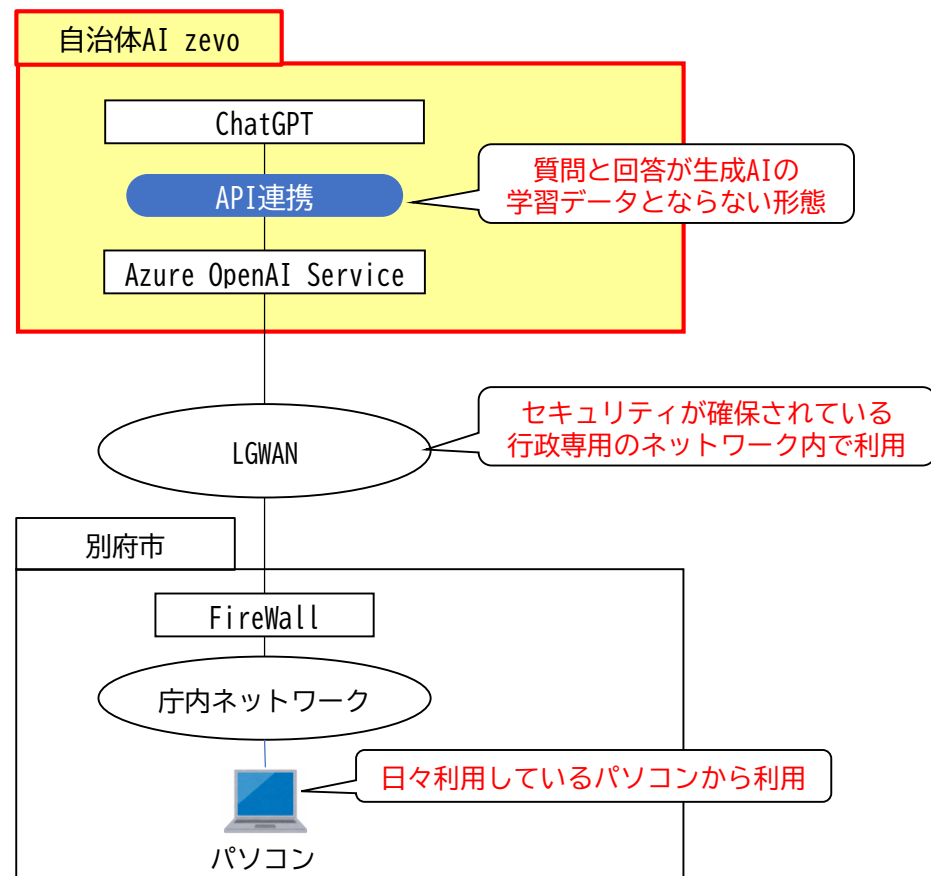 自治体AI zevo
ChatGPT
API連携
質問と回答が生成AIの
学習データとならない形態
Azure OpenAI Service
LGWAN
セキュリティが確保されている
行政専用のネットワーク内で利用
別府市
FireWall
庁内ネットワーク
日々利用しているパソコンから利用
パソコン